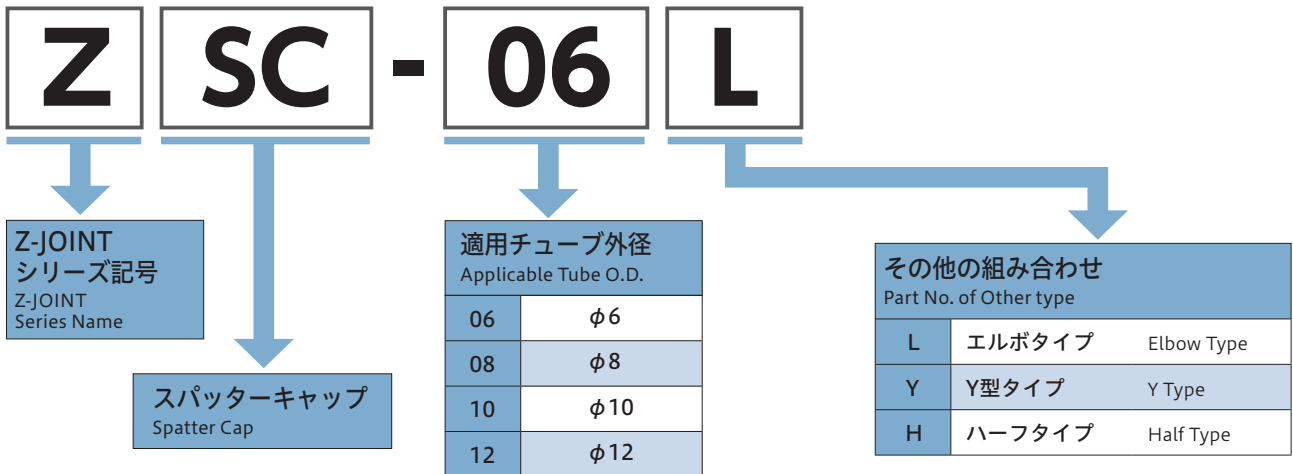 Z SC - 06 L
Z-JOINT
シリーズ記号
Z-JOINT
Series Name
スパッターキャップ
Spatter Cap
適用チューブ外径
Applicable Tube O.D.
06 φ6
08 φ8
10 φ10
12 φ12
その他の組み合わせ
Part No. of Other type
L エルボタイプ Elbow Type
Y Y型タイプ Y Type
H ハーフタイプ Half Type